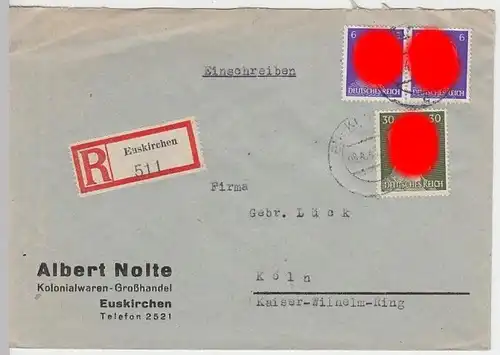 6 6
DEUTSCHES REICH DEUTSCHES REICH
Einschreiben
30 30
DEUTSCHES REICH
R Euskirchen
511
Firma
Gebr. Lück
Albert Nolte
Kolonialwaren-Großhandel
Euskirchen
Telefon 2521
Köln
Kaiser-Wilhelm-Ring